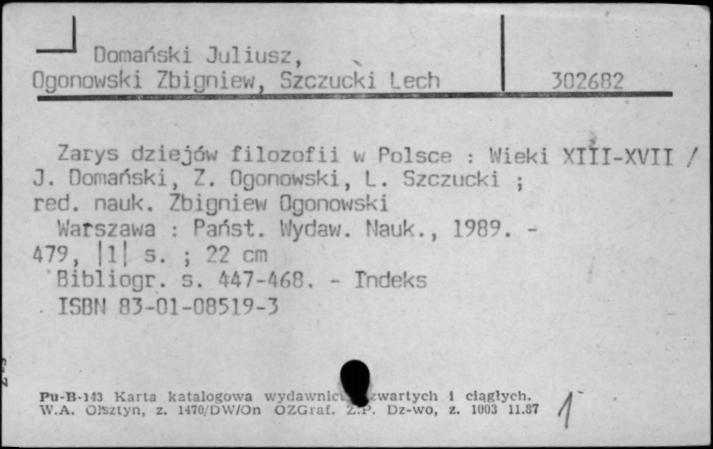 Domański Juliusz,
Ogonowski Zbigniew, Szczucki Lech 302682
Zarys dziejów filozofii w Polsce : Wieki XIII-XVII /
J. Domański, Z. Ogonowski, L. Szczucki ;
red. nauk. Zbigniew Ogonowski
Warszawa : Państ. Wydaw. Nauk., 1989. -
479, |1| s. ; 22 cm
Bibliogr. s. 447-468. - Indeks
ISBN 83-01-08519-3
Pu-B-143 Karta katalogowa wydawnict zwartych i ciągłych.
W.A. Olsztyn, z. 1470/DW/On OZGraf. Z.P. Dz-wo, z. 1003 11.87
1